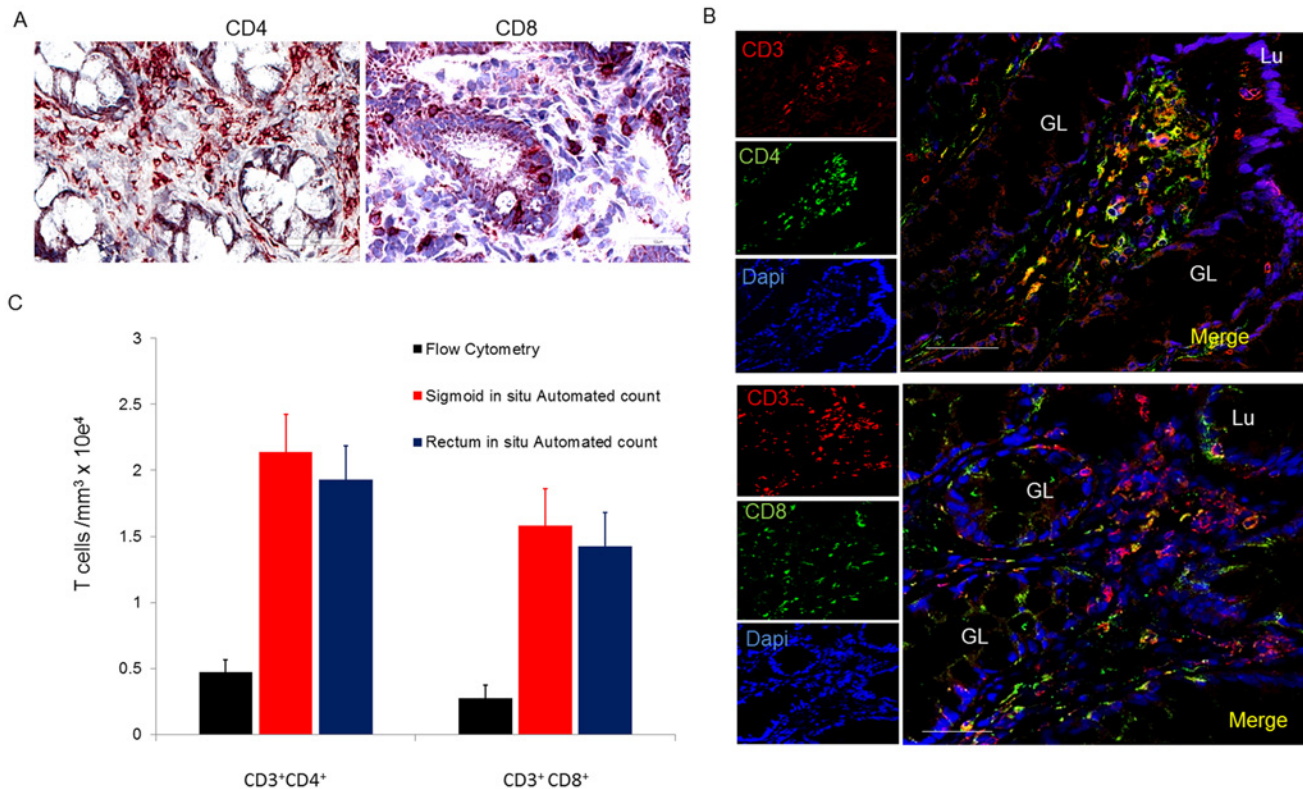 A
CD4
CD8
B
CD3
CD4
Dapi
GL
Lu
GL
Merge
CD3
CD8
Dapi
Lu
GL
GL
Merge
C
T cells /mm³ x 10e⁴
3
2.5
2
1.5
1
0.5
0
Flow Cytometry
Sigmoid in situ Automated count
Rectum in situ Automated count
CD3⁺CD4⁺
CD3⁺ CD8⁺